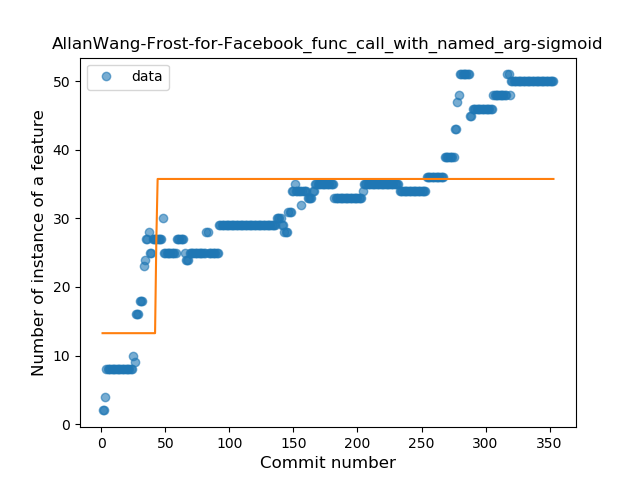 AllanWang-Frost-for-Facebook_func_call_with_named_arg-sigmoid
data
Number of instance of a feature
50
40
30
20
10
0
0 50 100 150 200 250 300 350
Commit number